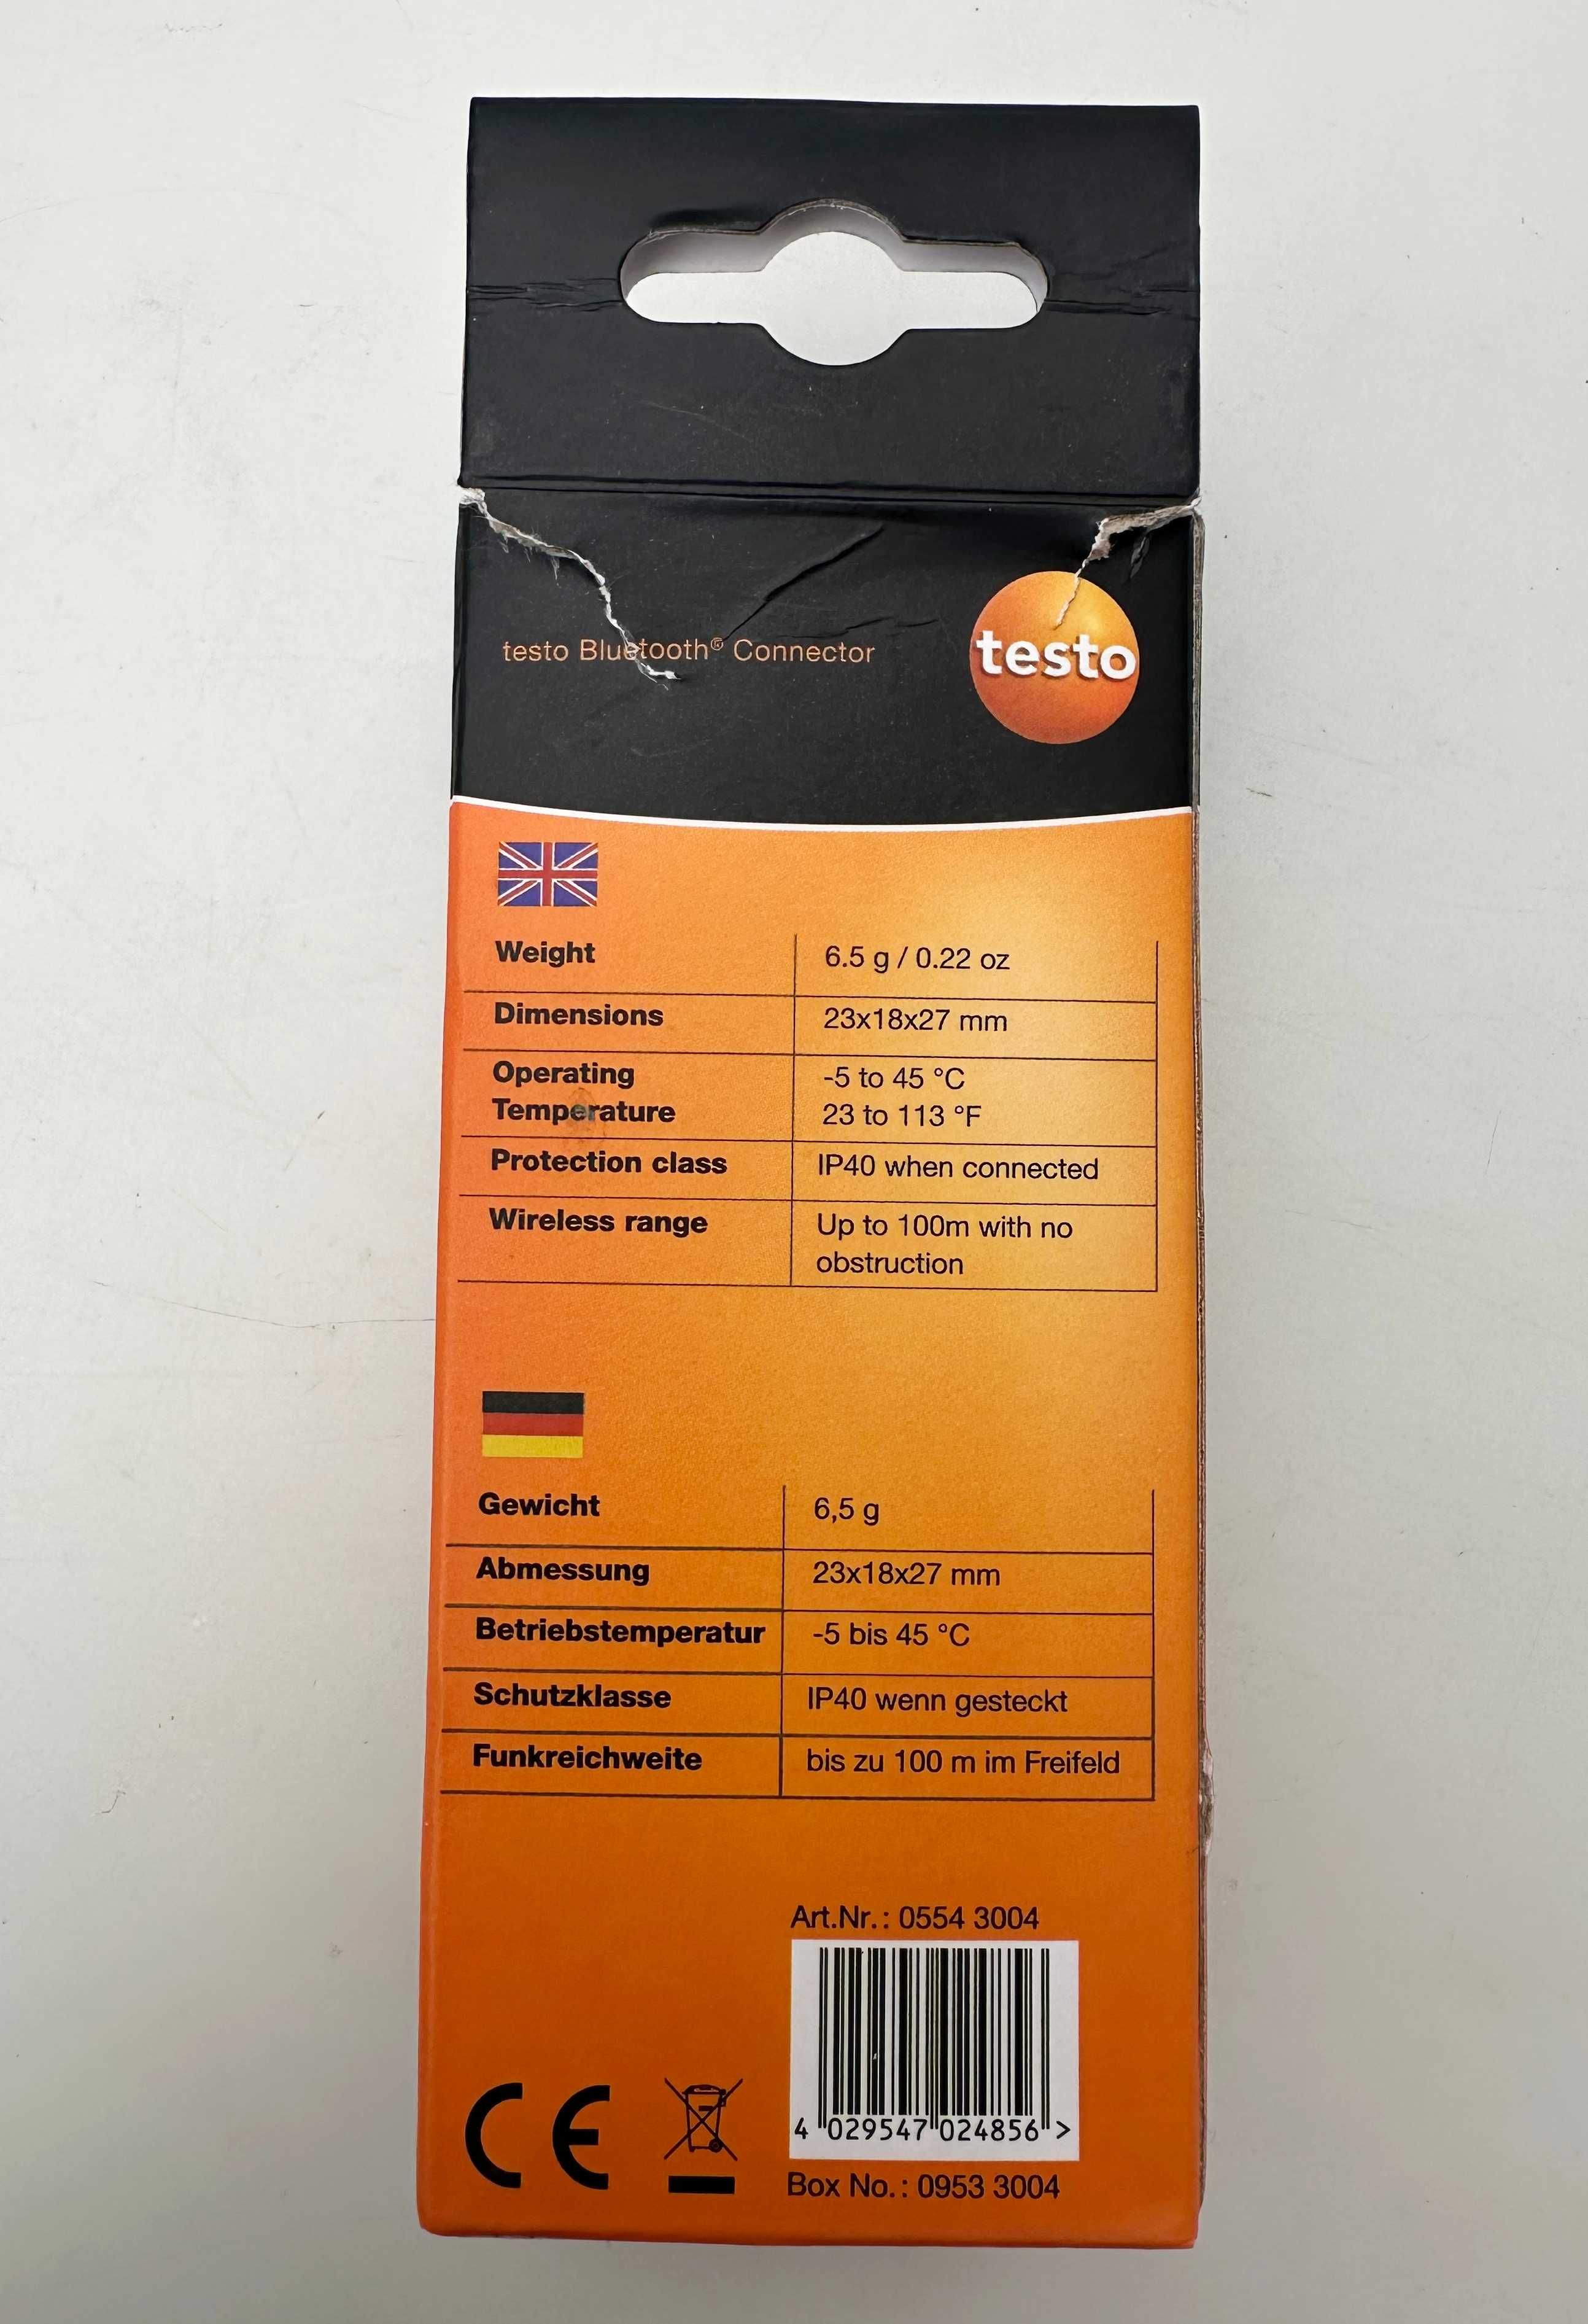 testo Bluetooth® Connector
testo
Weight 6.5 g / 0.22 oz
Dimensions 23x18x27 mm
Operating -5 to 45 °C
Temperature 23 to 113 °F
Protection class IP40 when connected
Wireless range Up to 100m with no
obstruction
Gewicht 6,5 g
Abmessung 23x18x27 mm
Betriebstemperatur -5 bis 45 °C
Schutzklasse IP40 wenn gesteckt
Funkreichweite bis zu 100 m im Freifeld
Art.Nr.: 0554 3004
4 029547 024856 >
CE
Box No.: 0953 3004